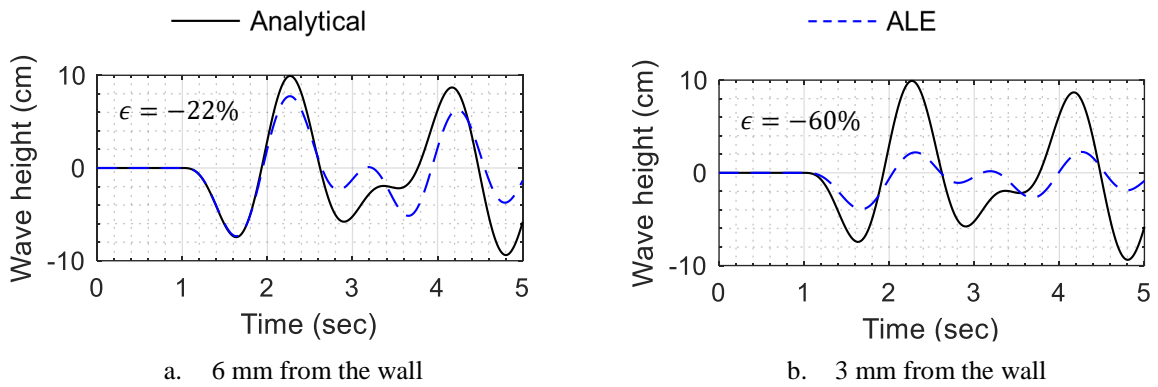 Analytical
ALE
Wave height (cm)
10
0
-10
ϵ = −22%
0 1 2 3 4 5
Time (sec)
a. 6 mm from the wall
Wave height (cm)
10
0
-10
ϵ = −60%
0 1 2 3 4 5
Time (sec)
b. 3 mm from the wall